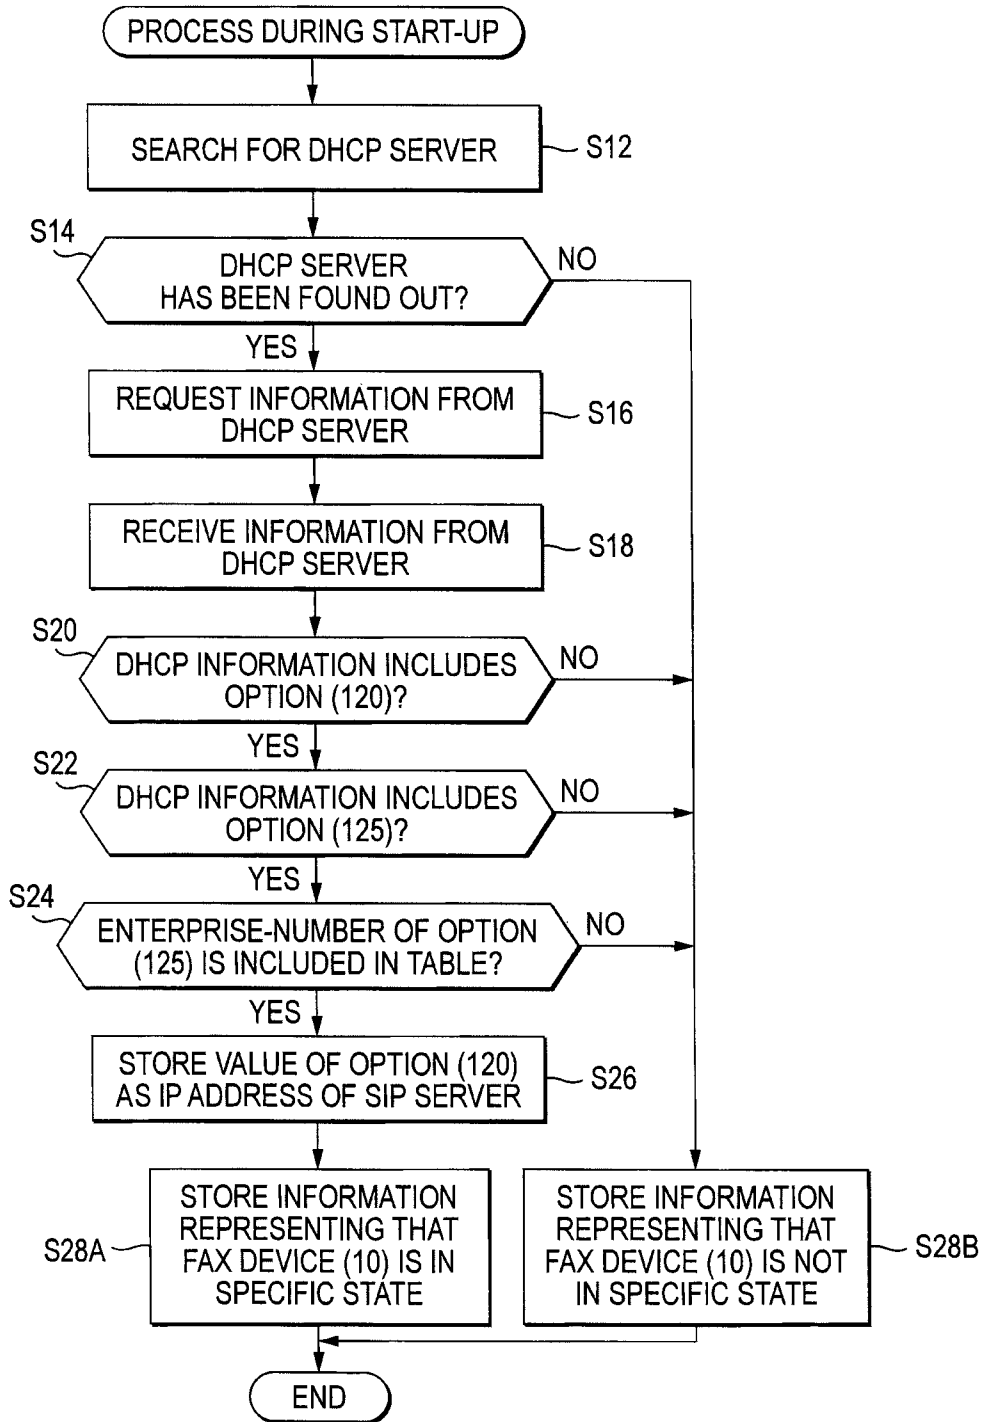 PROCESS DURING START-UP
SEARCH FOR DHCP SERVER
S12
S14
DHCP SERVER
HAS BEEN FOUND OUT?
NO
YES
REQUEST INFORMATION FROM
DHCP SERVER
S16
RECEIVE INFORMATION FROM
DHCP SERVER
S18
S20
DHCP INFORMATION INCLUDES
OPTION (120)?
NO
YES
S22
DHCP INFORMATION INCLUDES
OPTION (125)?
NO
YES
S24
ENTERPRISE-NUMBER OF OPTION
(125) IS INCLUDED IN TABLE?
NO
YES
STORE VALUE OF OPTION (120)
AS IP ADDRESS OF SIP SERVER
S26
S28A
STORE INFORMATION
REPRESENTING THAT
FAX DEVICE (10) IS IN
SPECIFIC STATE
STORE INFORMATION
REPRESENTING THAT
FAX DEVICE (10) IS NOT
IN SPECIFIC STATE
S28B
END